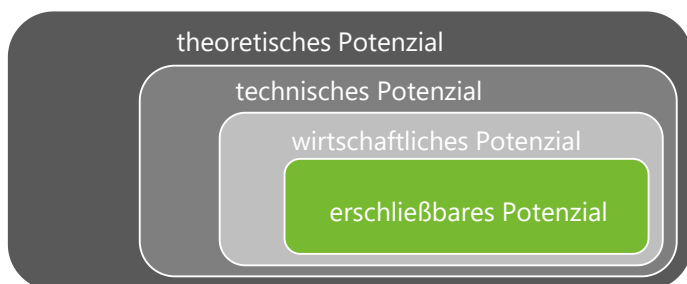 theoretisches Potenzial
technisches Potenzial
wirtschaftliches Potenzial
erschließbares Potenzial